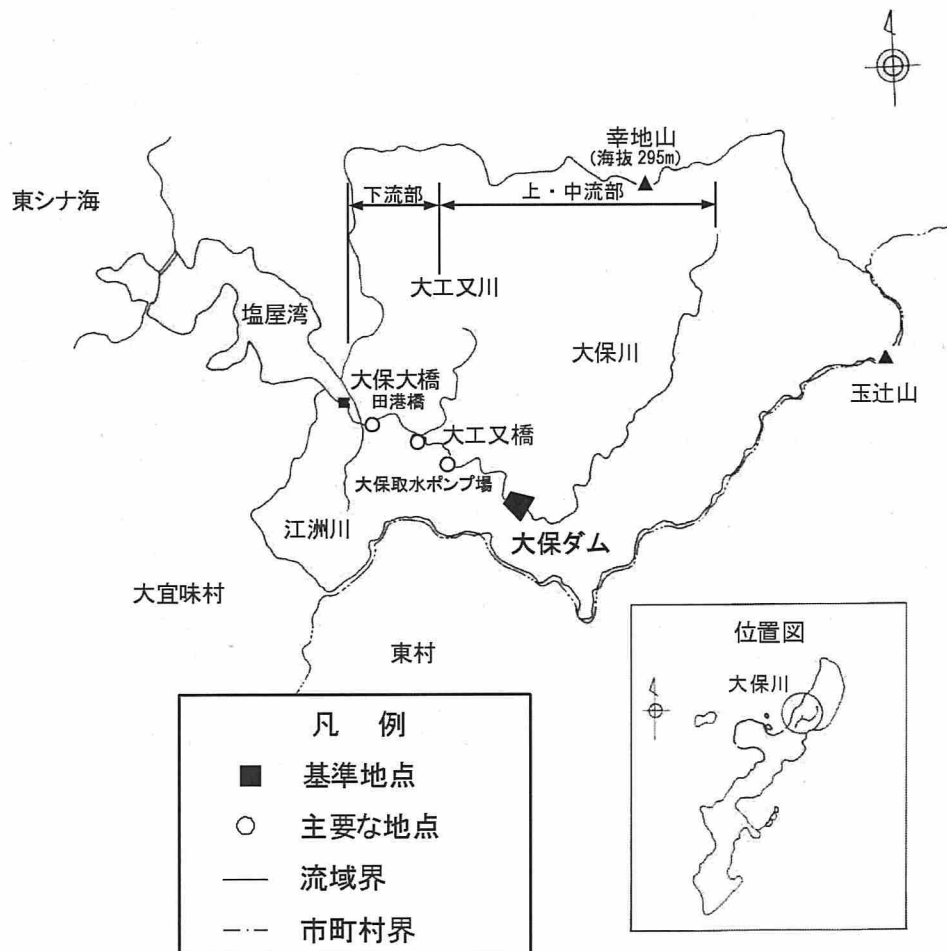 幸地山
(海抜 295m)
東シナ海
下流部
上・中流部
大工又川
塩屋湾
大保川
大保大橋
田港橋
玉辻山
大工又橋
大保取水ポンプ場
江洲川
大保ダム
大宜味村
東村
位置図
大保川
凡 例
基準地点
主要な地点
流域界
市町村界